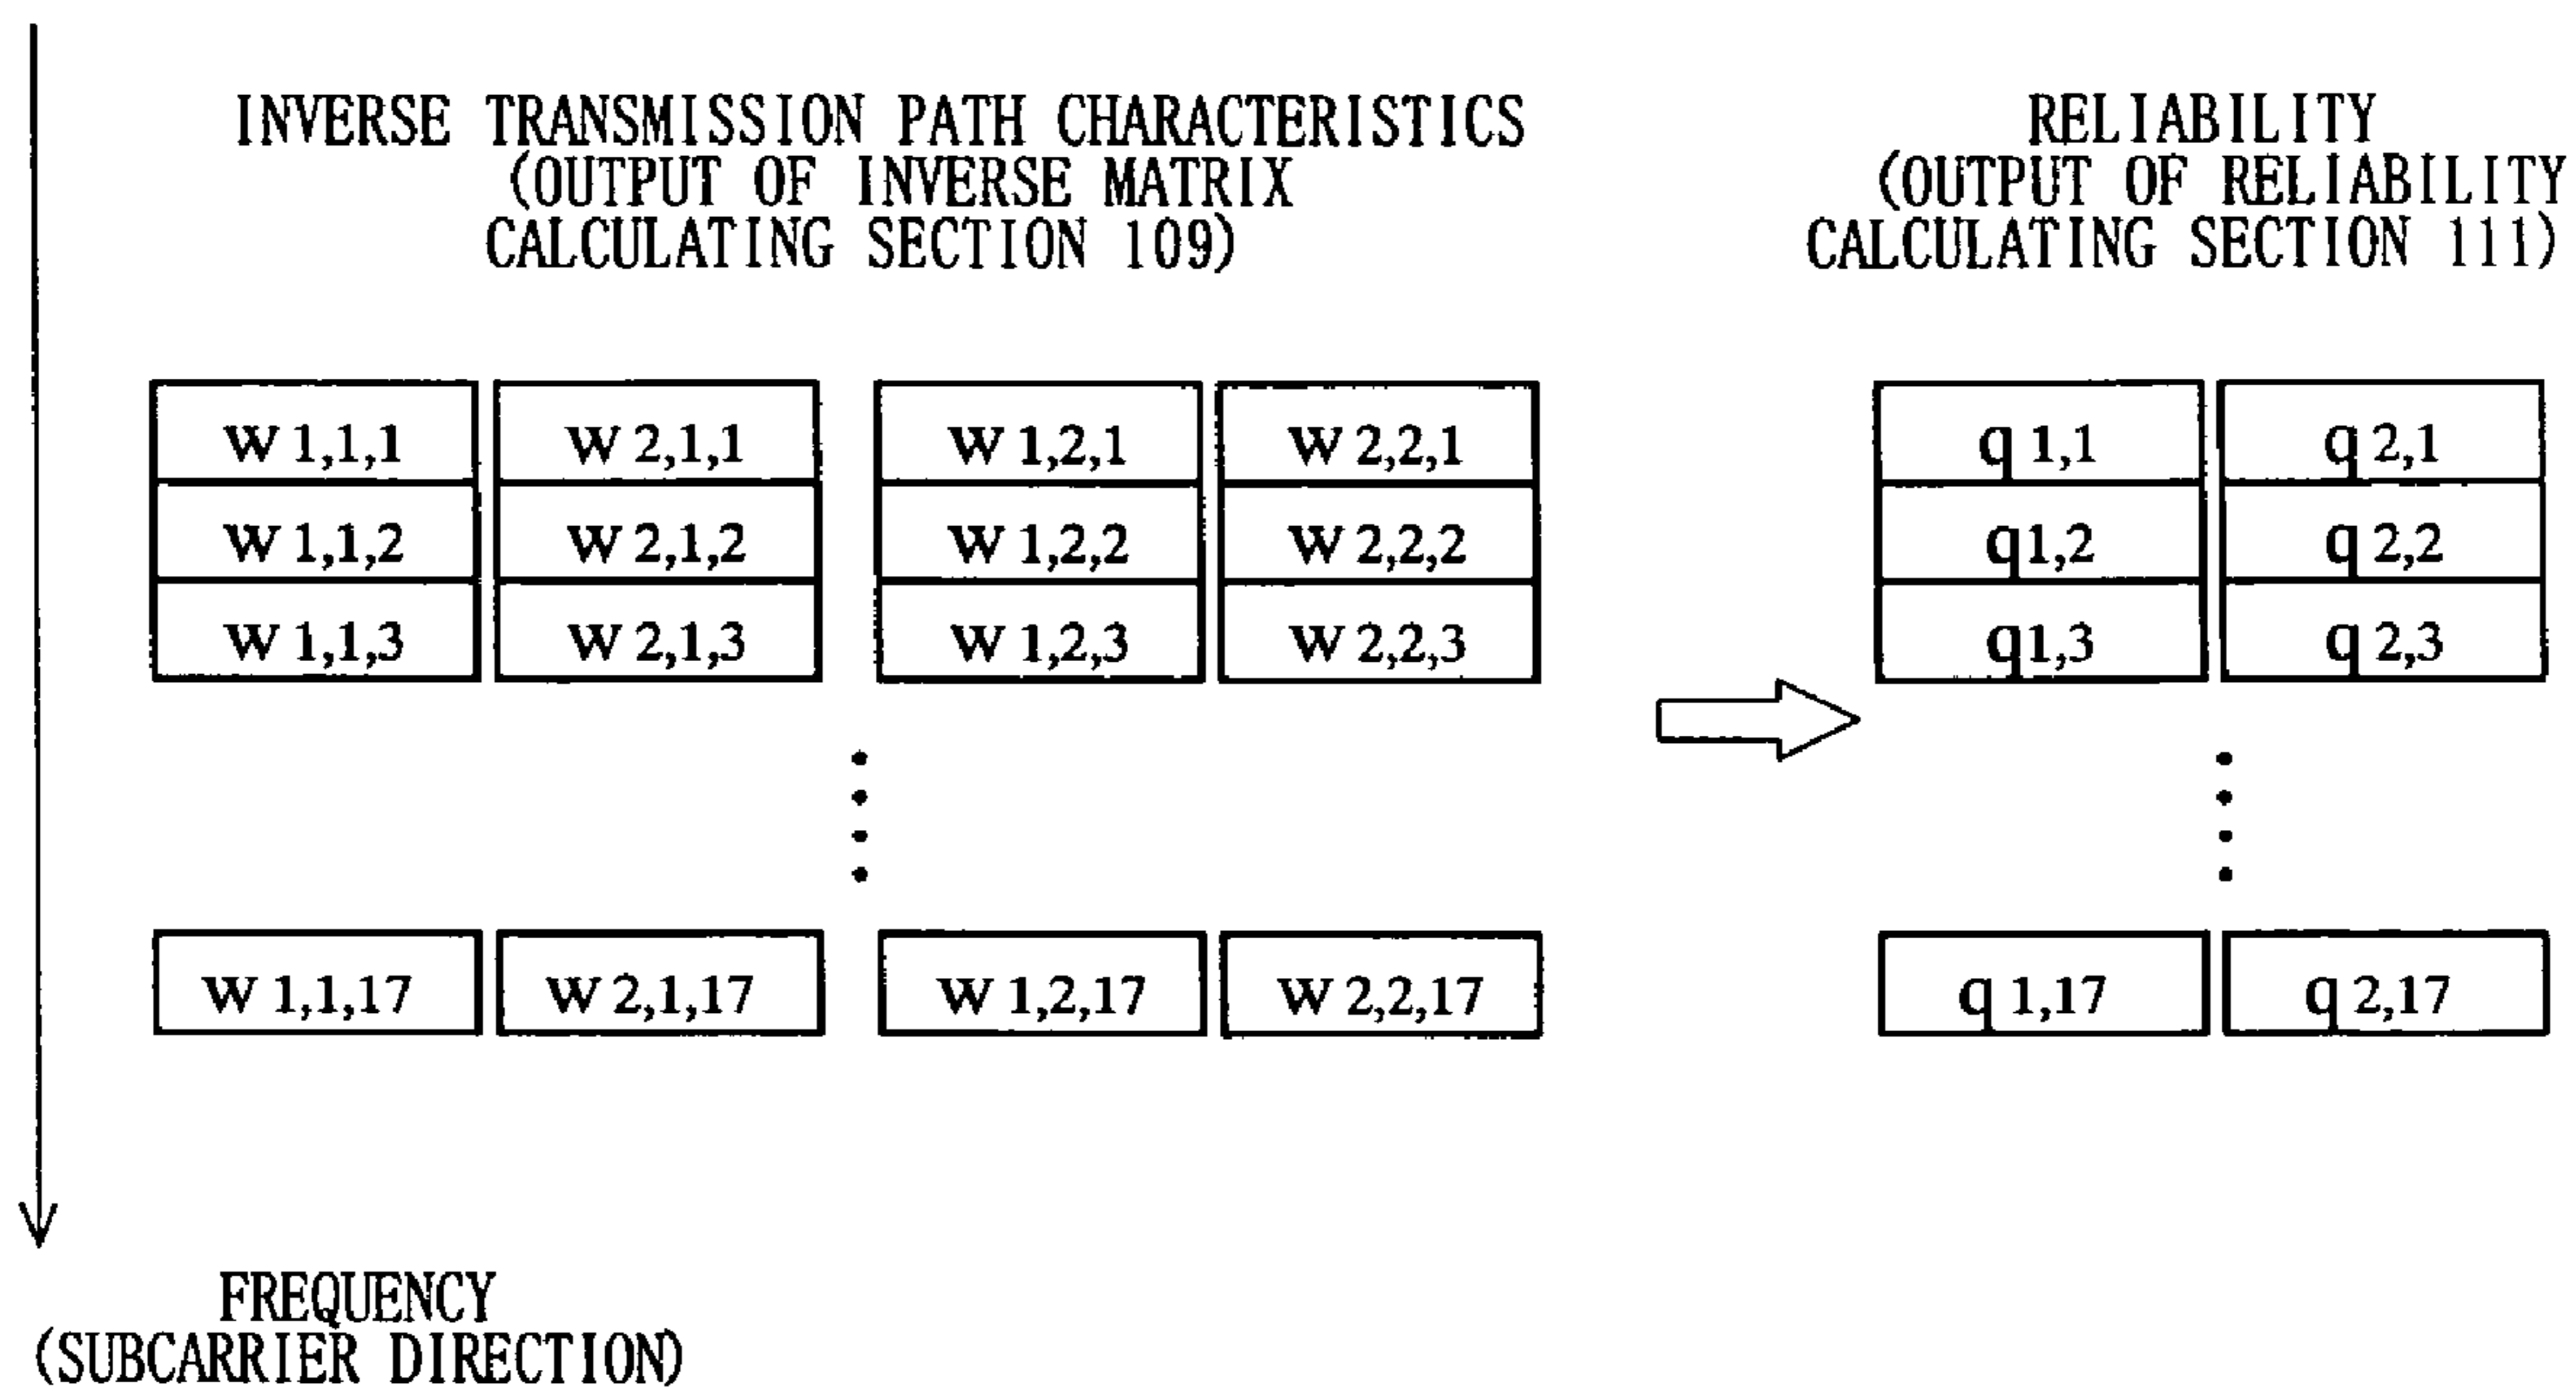 INVERSE TRANSMISSION PATH CHARACTERISTICS
(OUTPUT OF INVERSE MATRIX
CALCULATING SECTION 109)
RELIABILITY
(OUTPUT OF RELIABILITY
CALCULATING SECTION 111)
w 1,1,1 w 2,1,1 w 1,2,1 w 2,2,1 q 1,1 q 2,1
w 1,1,2 w 2,1,2 w 1,2,2 w 2,2,2 q 1,2 q 2,2
w 1,1,3 w 2,1,3 w 1,2,3 w 2,2,3 q 1,3 q 2,3
w 1,1,17 w 2,1,17 w 1,2,17 w 2,2,17 q 1,17 q 2,17
FREQUENCY
(SUBCARRIER DIRECTION)